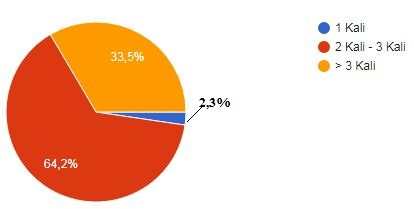 1 Kali
2 Kali - 3 Kali
> 3 Kali
33,5%
2,3%
64,2%